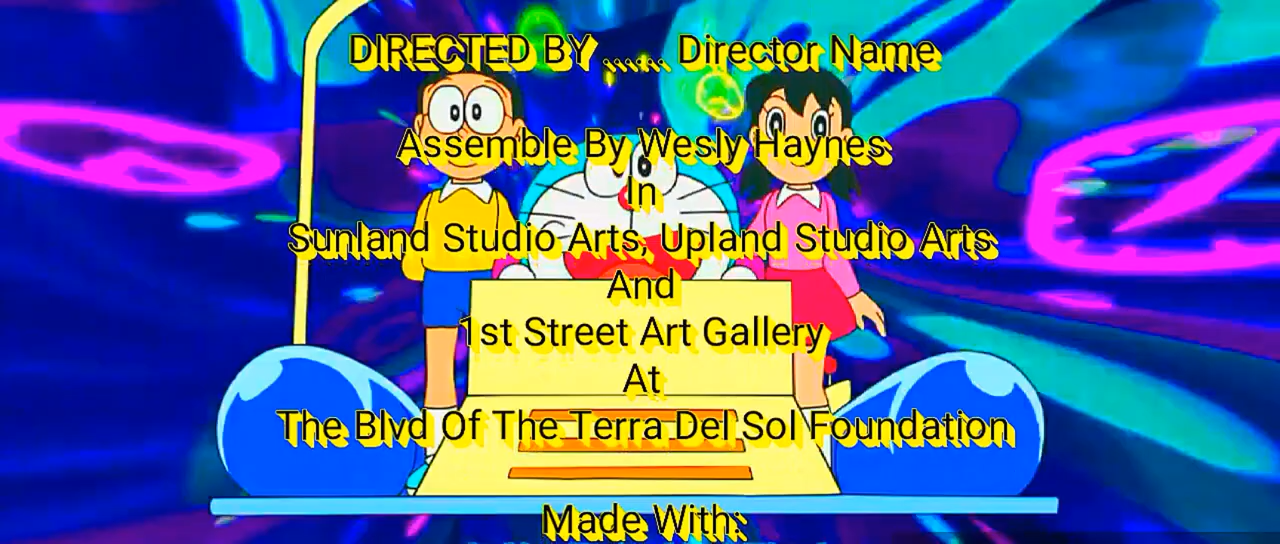 DIRECTED BY ...... Director Name
Assemble By Wesly Haynes
In
Sunland Studio Arts, Upland Studio Arts
And
1st Street Art Gallery
At
The Blvd Of The Terra Del Sol Foundation
Made With: